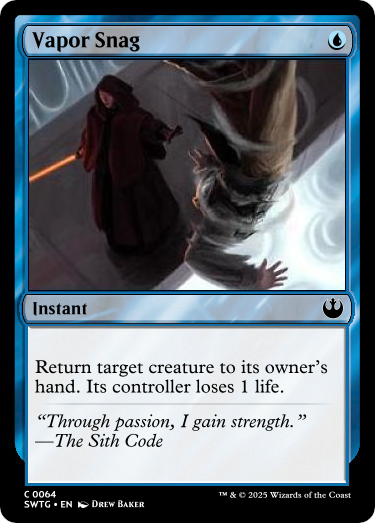 Vapor Snag
Instant
Return target creature to its owner's
hand. Its controller loses 1 life.
“Through passion, I gain strength.”
—The Sith Code
C 0064
SWTG • EN Drew Baker
™ & © 2025 Wizards of the Coast